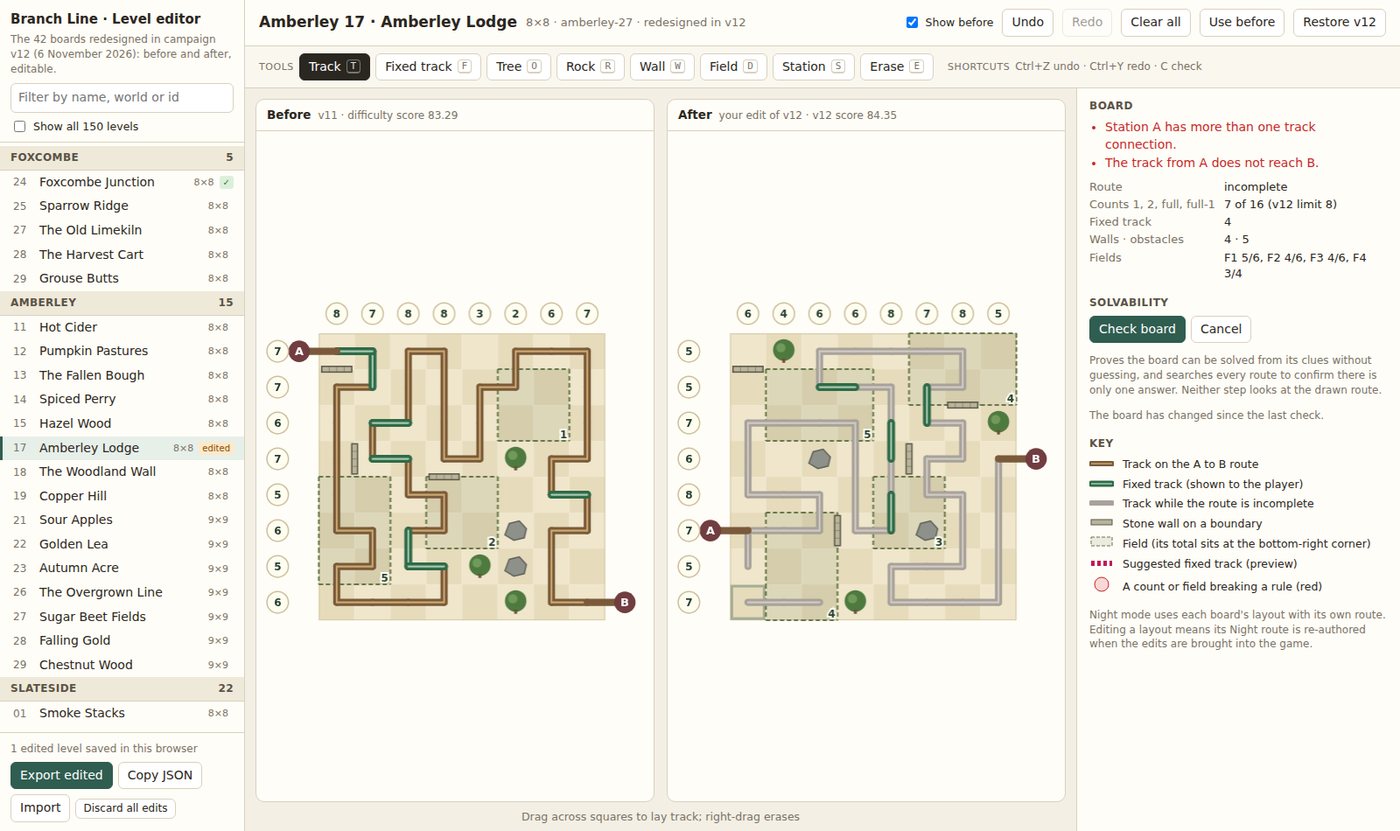 Branch Line · Level editor
The 42 boards redesigned in campaign
v12 (6 November 2026): before and after,
editable.
Filter by name, world or id
Show all 150 levels
FOXCOMBE 5
24 Foxcombe Junction 8×8 ✓
25 Sparrow Ridge 8×8
27 The Old Limekiln 8×8
28 The Harvest Cart 8×8
29 Grouse Butts 8×8
AMBERLEY 15
11 Hot Cider 8×8
12 Pumpkin Pastures 8×8
13 The Fallen Bough 8×8
14 Spiced Perry 8×8
15 Hazel Wood 8×8
17 Amberley Lodge 8×8 edited
18 The Woodland Wall 8×8
19 Copper Hill 8×8
21 Sour Apples 9×9
22 Golden Lea 9×9
23 Autumn Acre 9×9
26 The Overgrown Line 9×9
27 Sugar Beet Fields 9×9
28 Falling Gold 9×9
29 Chestnut Wood 9×9
SLATESIDE 22
01 Smoke Stacks 8×8
1 edited level saved in this browser
Export edited Copy JSON
Import Discard all edits
Amberley 17 · Amberley Lodge 8×8 · amberley-27 · redesigned in v12
Show before Undo Redo Clear all Use before Restore v12
TOOLS Track T Fixed track F Tree O Rock R Wall W Field D Station S Erase E SHORTCUTS Ctrl+Z undo · Ctrl+Y redo · C check
Before v11 · difficulty score 83.29
8 7 8 8 3 2 6 7
7 A
7
6
1
7
5
6
2
5
5
6 B
After your edit of v12 · v12 score 84.35
6 4 6 6 6 7 8 5
5
5
4
7
5
6 B
8
7 A
3
5
7
4
Drag across squares to lay track; right-drag erases
BOARD
• Station A has more than one track
connection.
• The track from A does not reach B.
Route incomplete
Counts 1, 2, full, full-1 7 of 16 (v12 limit 8)
Fixed track 4
Walls · obstacles 4 · 5
Fields F1 5/6, F2 4/6, F3 4/6, F4
3/4
SOLVABILITY
Check board Cancel
Proves the board can be solved from its clues without
guessing, and searches every route to confirm there is
only one answer. Neither step looks at the drawn route.
The board has changed since the last check.
KEY
Track on the A to B route
Fixed track (shown to the player)
Track while the route is incomplete
Stone wall on a boundary
Field (its total sits at the bottom-right corner)
Suggested fixed track (preview)
A count or field breaking a rule (red)
Night mode uses each board's layout with its own route.
Editing a layout means its Night route is re-authored
when the edits are brought into the game.